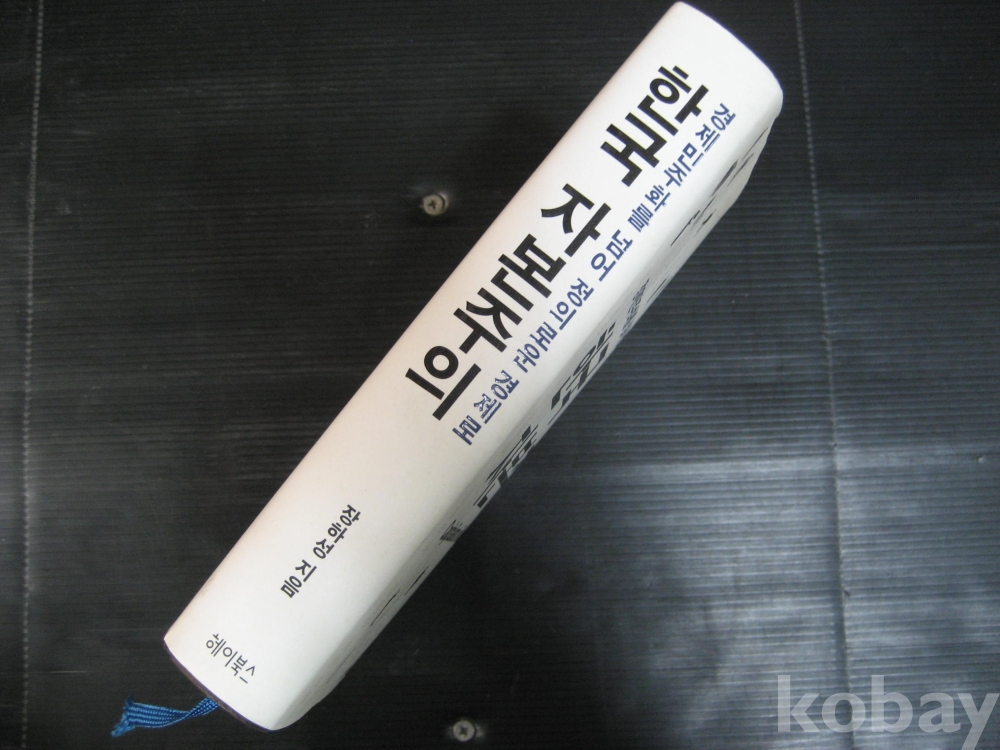 한국 자본주의
경제민주화를 넘어 정의로운 경제로
장하성 지음
헤이북스
kobay